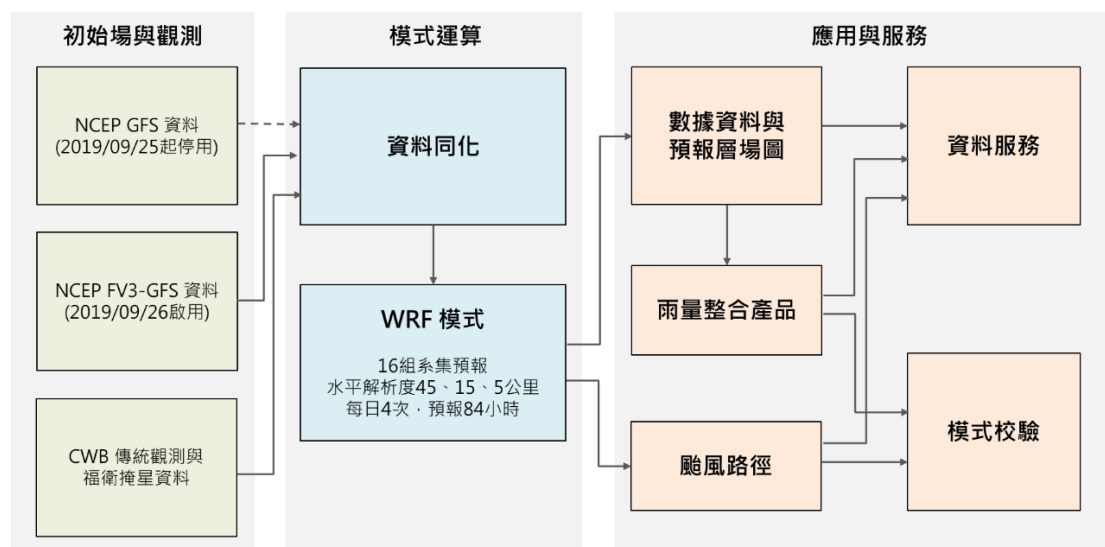 初始場與觀測
NCEP GFS 資料
(2019/09/25起停用)
NCEP FV3-GFS 資料
(2019/09/26啟用)
CWB 傳統觀測與
福衛掩星資料
模式運算
資料同化
WRF 模式
16組系集預報
水平解析度45、15、5公里
每日4次，預報84小時
應用與服務
數據資料與
預報層場圖
雨量整合產品
颱風路徑
資料服務
模式校驗